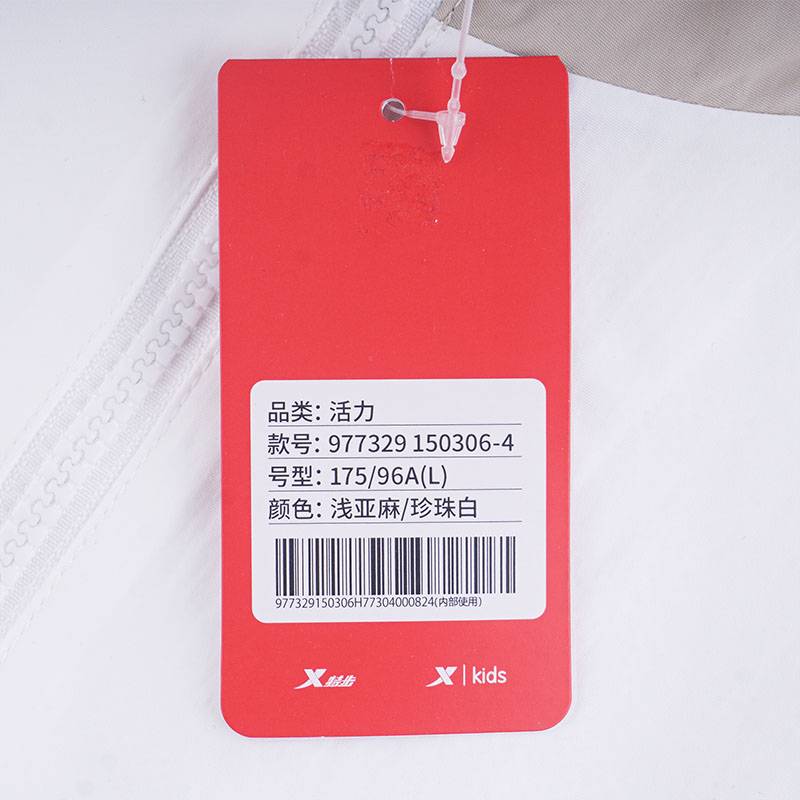 品类: 活力
款号: 977329 150306-4
号型: 175/96A(L)
颜色: 浅亚麻/珍珠白
977329150306H77304000824(内部使用)
X 特步
X | kids